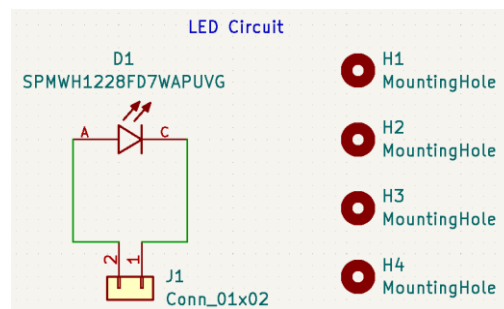 LED Circuit
D1
SPMWH1228FD7WAPUVG
A
C
2
1
J1
Conn_01x02
H1
MountingHole
H2
MountingHole
H3
MountingHole
H4
MountingHole